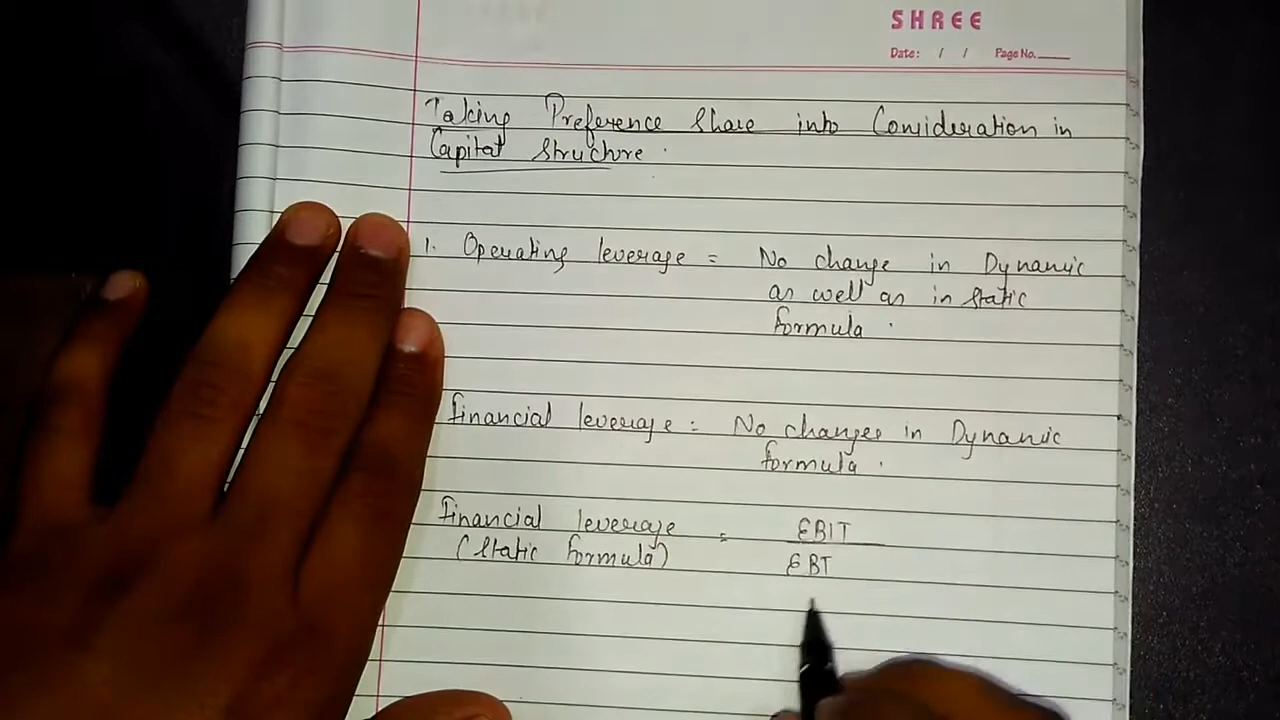 SHREE
Date: / / Page No.
Taking Preference Share into Consideration in
Capital Structure.
1. Operating leverage = No change in Dynamic
as well as in static
formula.
Financial leverage = No changes in Dynamic
formula.
Financial leverage = EBIT
(Static formula) EBT